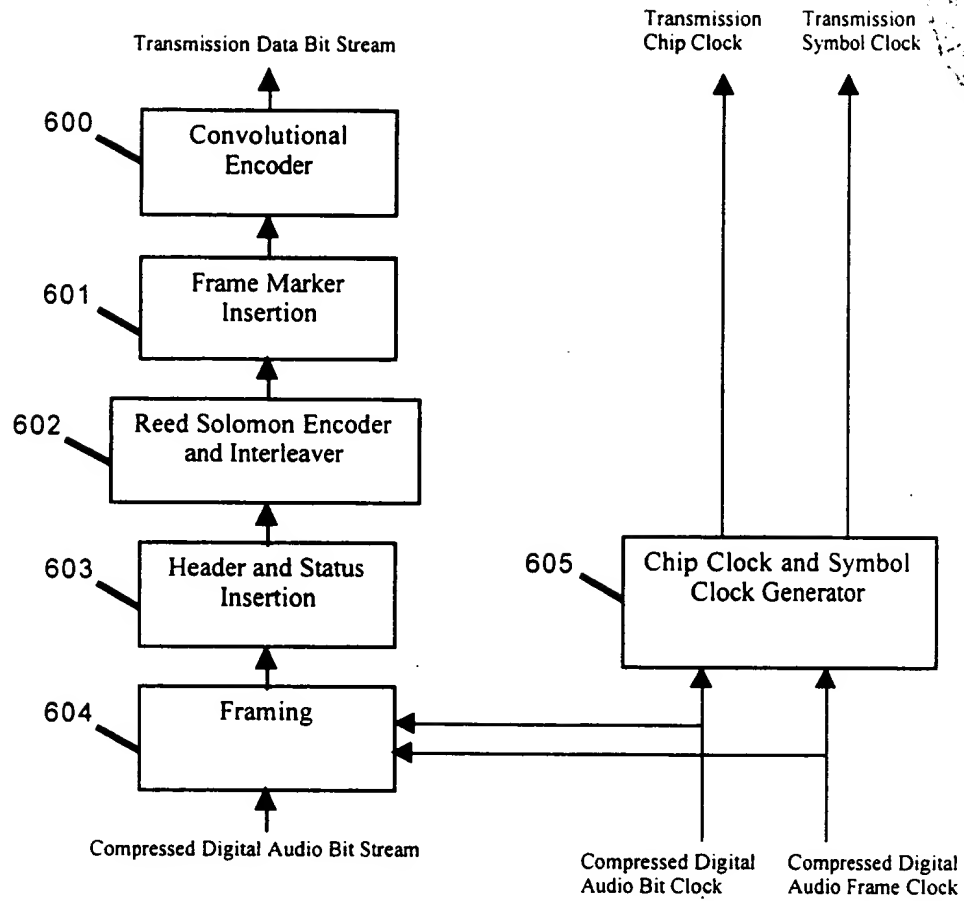 Transmission
Chip Clock
Transmission
Symbol Clock
Transmission Data Bit Stream
600
Convolutional
Encoder
601
Frame Marker
Insertion
602
Reed Solomon Encoder
and Interleaver
603
Header and Status
Insertion
605
Chip Clock and Symbol
Clock Generator
604
Framing
Compressed Digital Audio Bit Stream
Compressed Digital
Audio Bit Clock
Compressed Digital
Audio Frame Clock